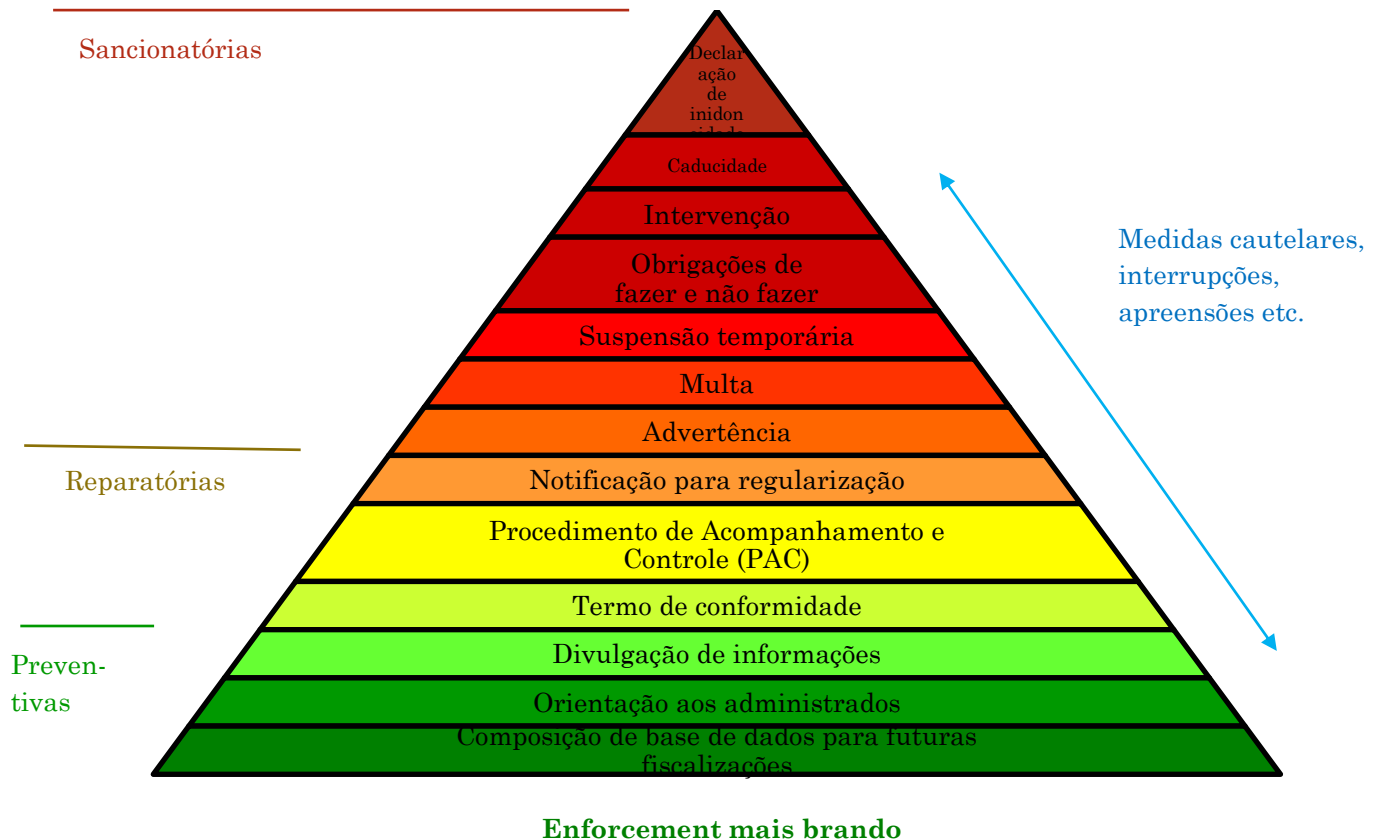 Sancionatórias
Declar
ação
de
inidon
Caducidade
Intervenção
Obrigações de
fazer e não fazer
Suspensão temporária
Multa
Advertência
Reparatórias
Notificação para regularização
Procedimento de Acompanhamento e
Controle (PAC)
Termo de conformidade
Preven-
tivas
Divulgação de informações
Orientação aos administrados
Composição de base de dados para futuras
fiscalizações
Medidas cautelares,
interrupções,
apreensões etc.
Enforcement mais brando